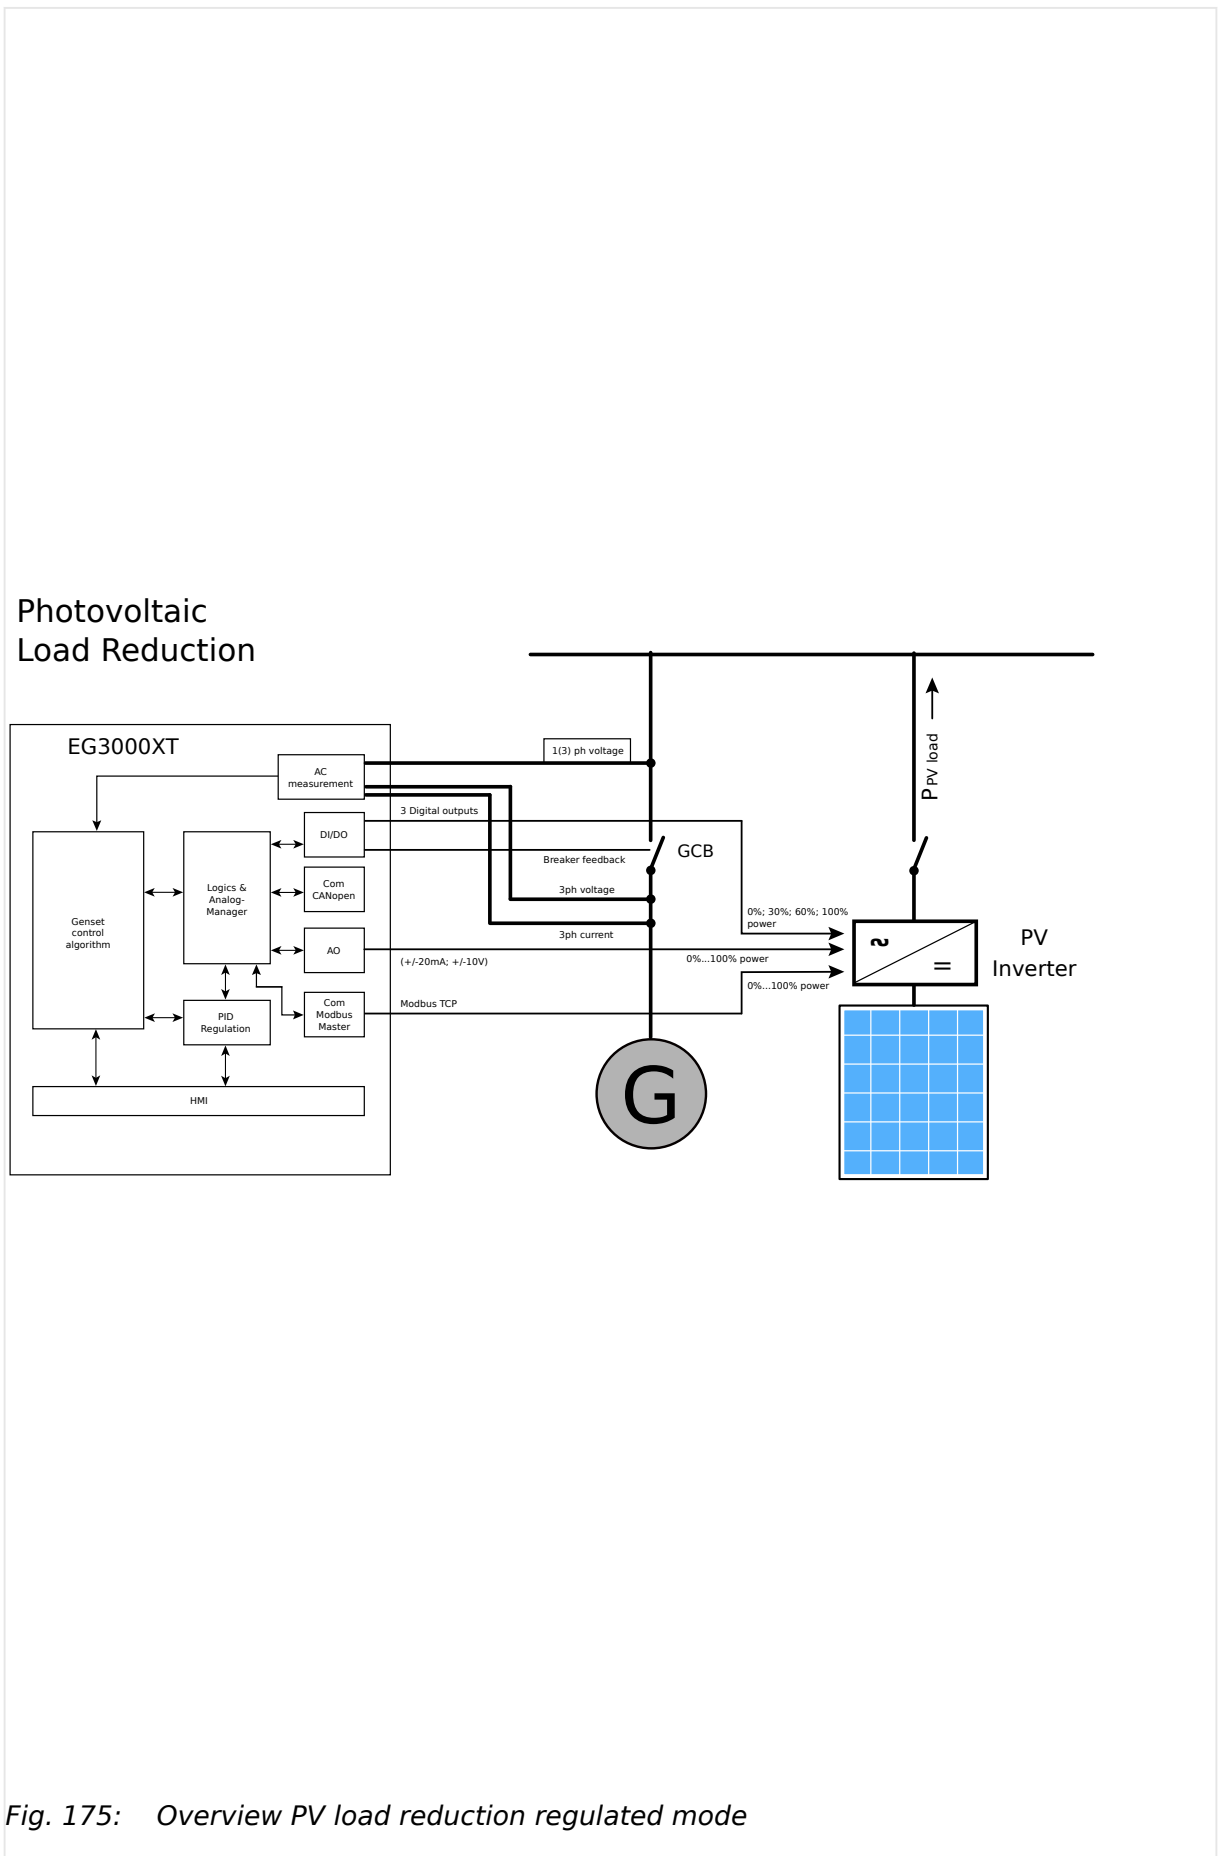 Photovoltaic
Load Reduction
EG3000XT
AC
measurement
1(3) ph voltage
P PV load
3 Digital outputs
DI/DO
Breaker feedback
GCB
Com
CANopen
Logics &
Analog-
Manager
3ph voltage
Genset
control
algorithm
0%; 30%; 60%; 100%
power
3ph current
AO
(+/-20mA; +/-10V)
0%...100% power
~
=
PV
Inverter
0%...100% power
Com
Modbus
Master
Modbus TCP
PID
Regulation
HMI
G
Fig. 175: Overview PV load reduction regulated mode